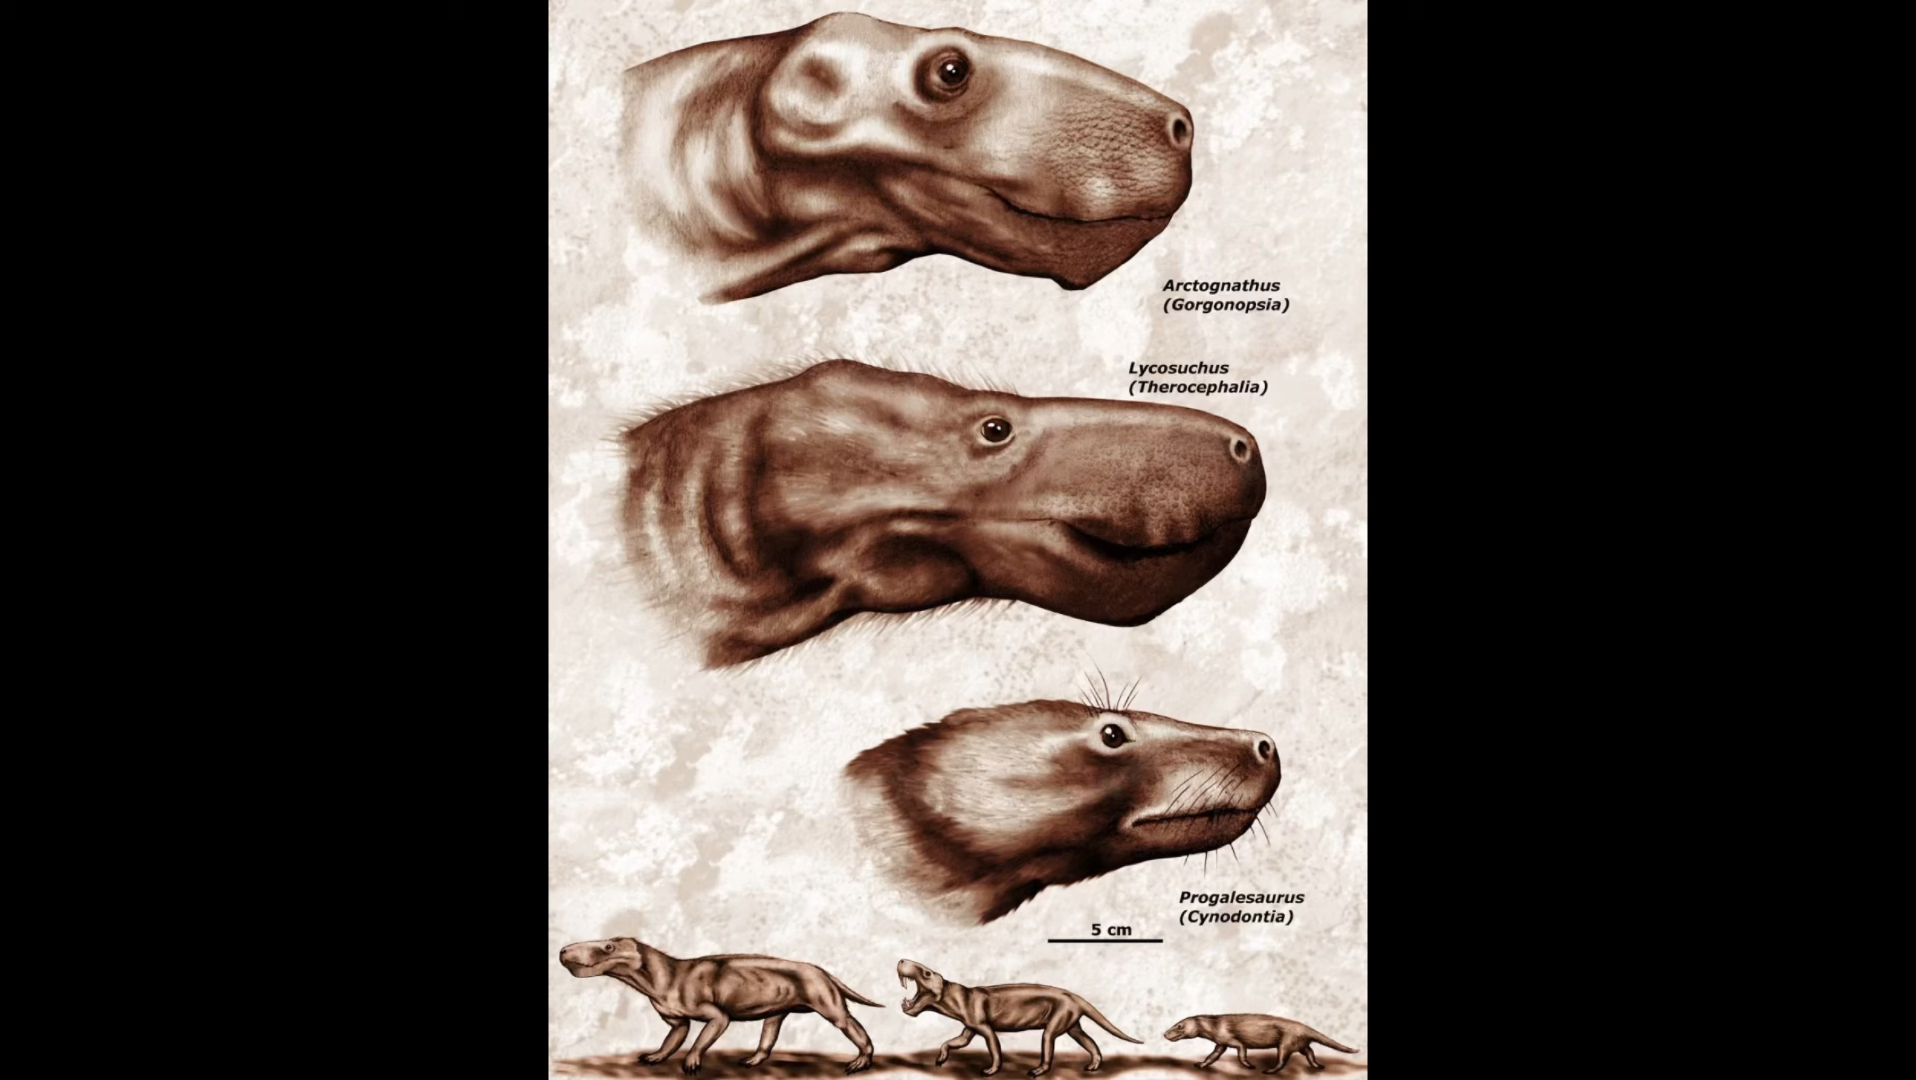 Arctognathus
(Gorgonopsia)
Lycosuchus
(Therocephalia)
Progalesaurus
(Cynodontia)
5 cm